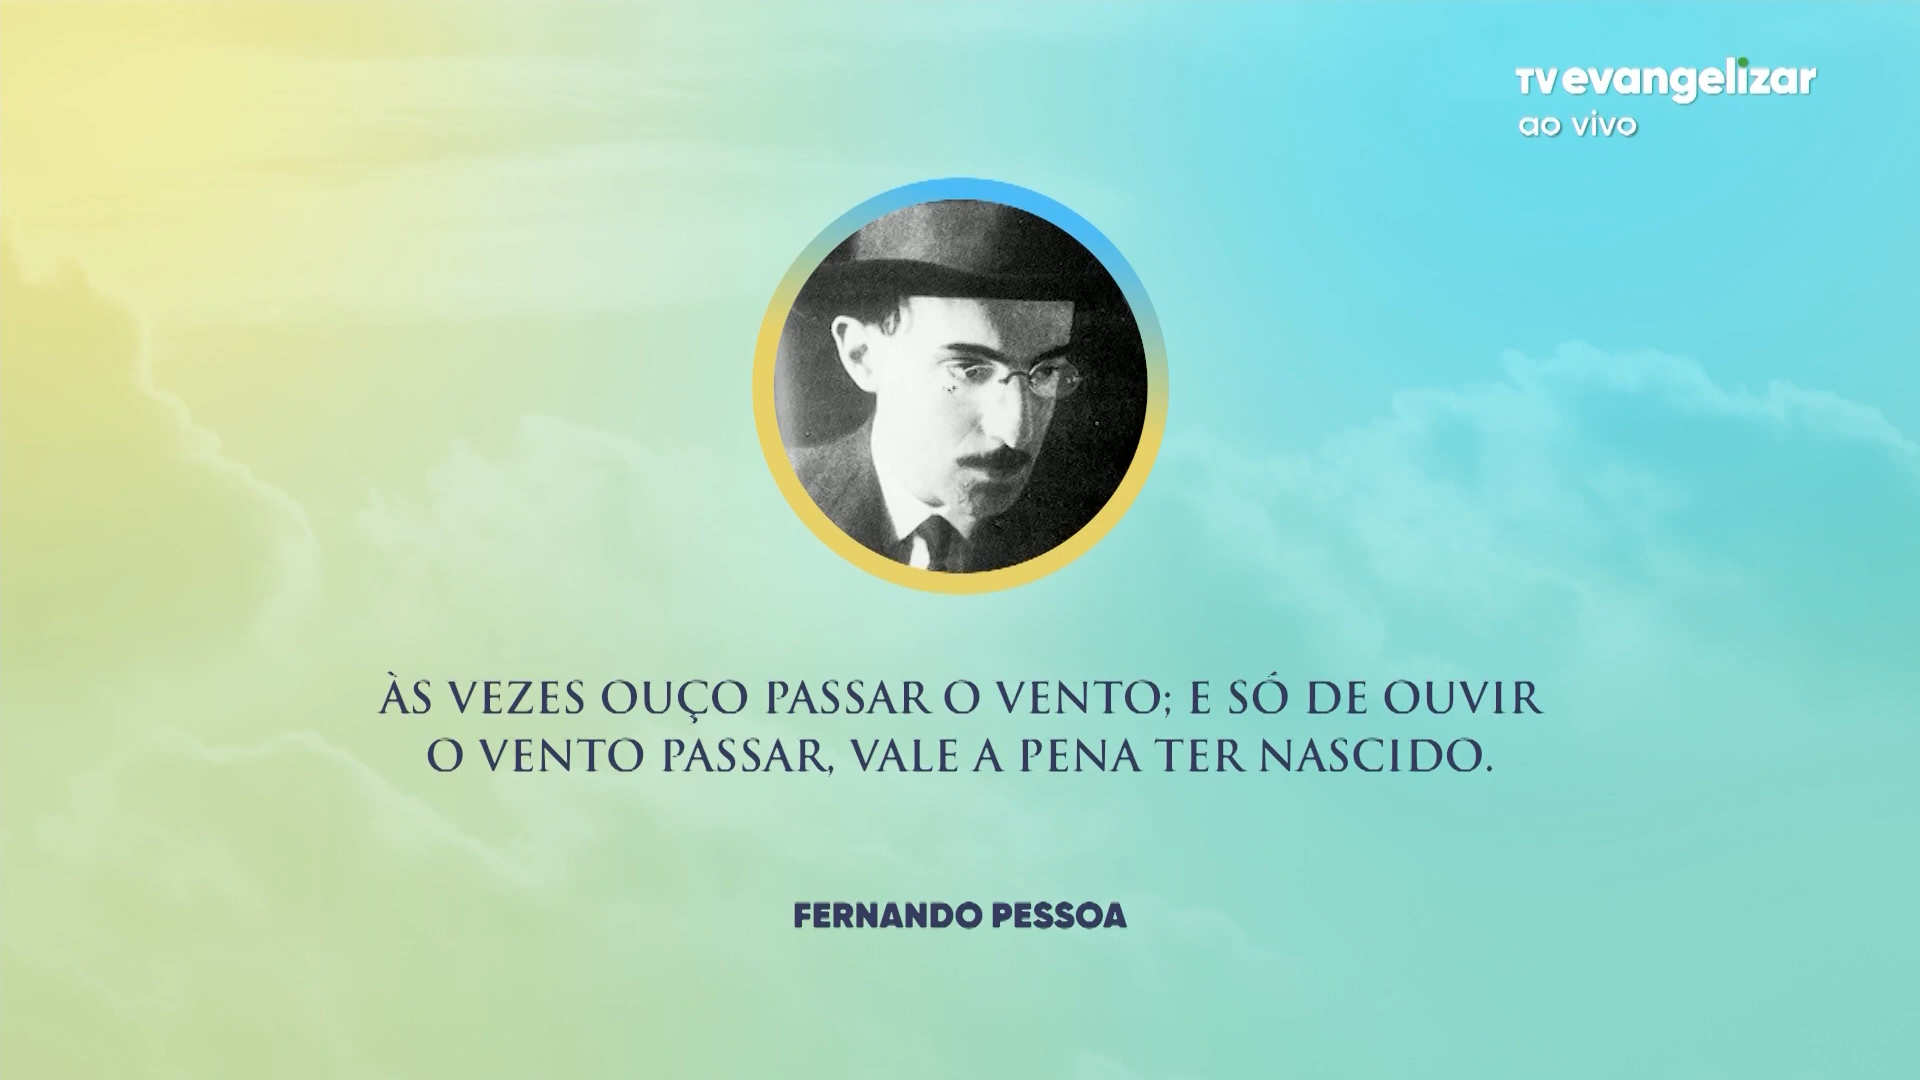 TV evangelizar
ao vivo
ÀS VEZES OUÇO PASSAR O VENTO; E SÓ DE OUVIR
O VENTO PASSAR, VALE A PENA TER NASCIDO.
FERNANDO PESSOA